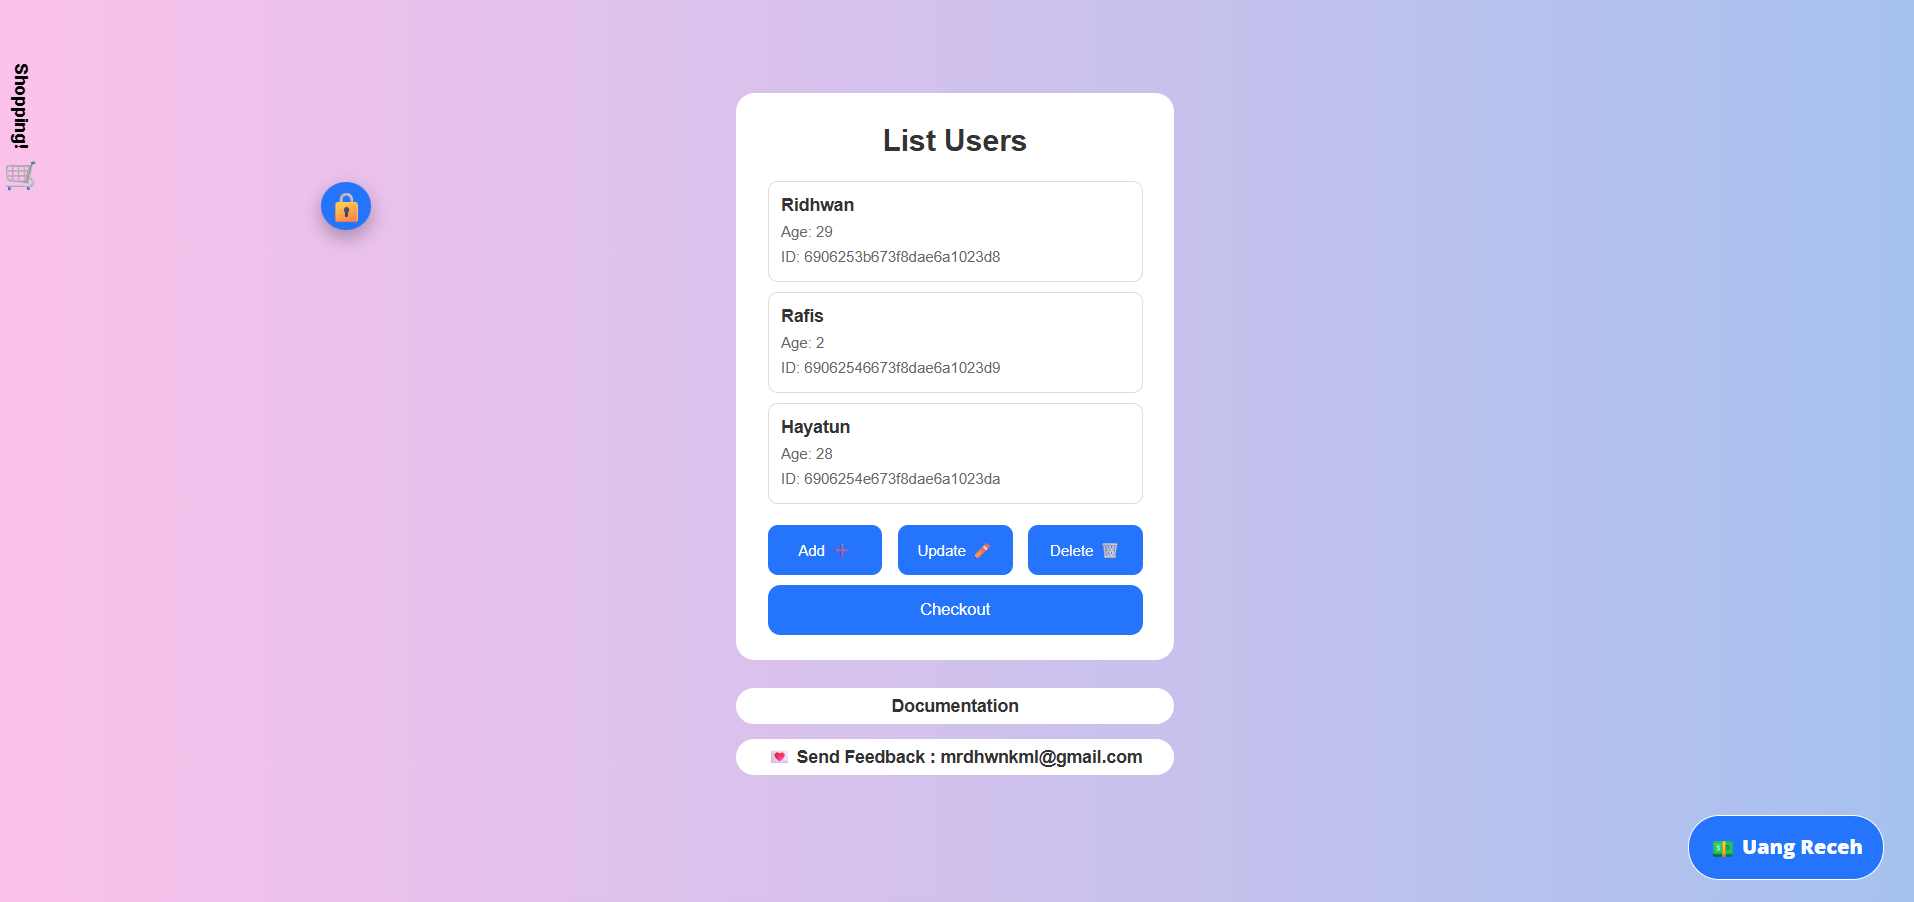 Shopping!
List Users
Ridhwan
Age: 29
ID: 6906253b673f8dae6a1023d8
Rafis
Age: 2
ID: 69062546673f8dae6a1023d9
Hayatun
Age: 28
ID: 6906254e673f8dae6a1023da
Add
Update
Delete
Checkout
Documentation
Send Feedback : mrdhwnkml@gmail.com
Uang Receh